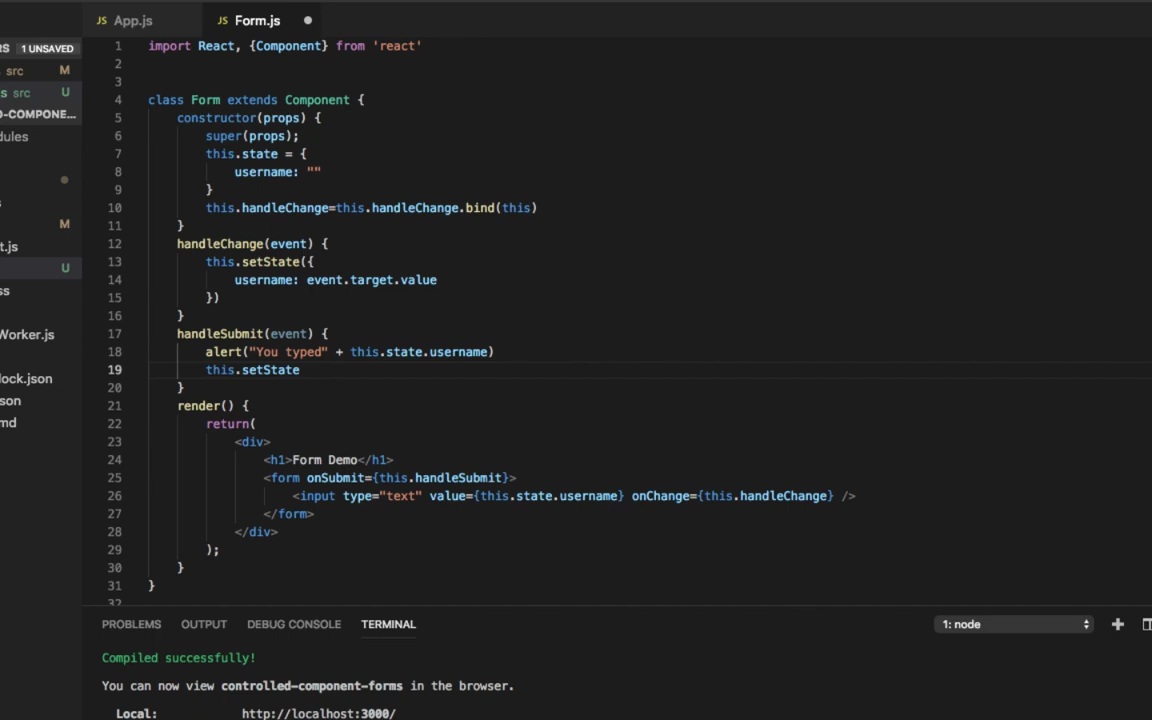 JS App.js
JS Form.js
RS 1 UNSAVED
src M
s src U
D-COMPONE...
dules
s
M
t.js
U
ss
Worker.js
lock.json
json
md
1 import React, {Component} from 'react'
2
3
4 class Form extends Component {
5 constructor(props) {
6 super(props);
7 this.state = {
8 username: ""
9 }
10 this.handleChange=this.handleChange.bind(this)
11 }
12 handleChange(event) {
13 this.setState({
14 username: event.target.value
15 })
16 }
17 handleSubmit(event) {
18 alert("You typed" + this.state.username)
19 this.setState
20 }
21 render() {
22 return(
23 <div>
24 <h1>Form Demo</h1>
25 <form onSubmit={this.handleSubmit}>
26 <input type="text" value={this.state.username} onChange={this.handleChange} />
27 </form>
28 </div>
29 );
30 }
31 }
32
PROBLEMS OUTPUT DEBUG CONSOLE TERMINAL 1: node
Compiled successfully!
You can now view controlled-component-forms in the browser.
Local: http://localhost:3000/